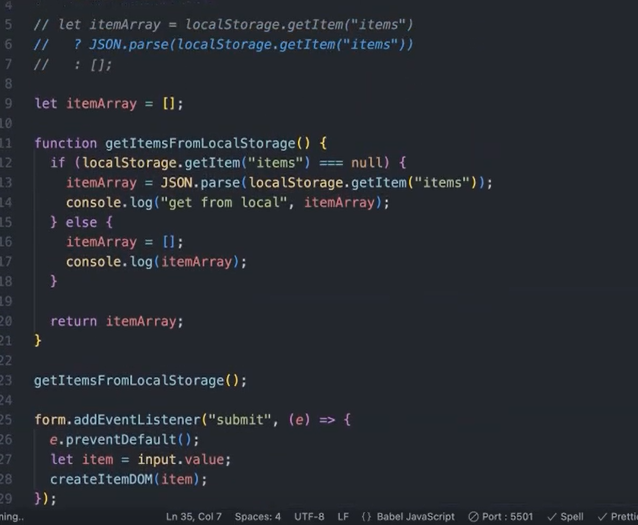 4
5 // let itemArray = localStorage.getItem("items")
6 //   ? JSON.parse(localStorage.getItem("items"))
7 //   : [];
8
9 let itemArray = [];
10
11 function getItemsFromLocalStorage() {
12   if (localStorage.getItem("items") === null) {
13     itemArray = JSON.parse(localStorage.getItem("items"));
14     console.log("get from local", itemArray);
15   } else {
16     itemArray = [];
17     console.log(itemArray);
18   }
19
20   return itemArray;
21 }
22
23 getItemsFromLocalStorage();
24
25 form.addEventListener("submit", (e) => {
26   e.preventDefault();
27   let item = input.value;
28   createItemDOM(item);
29 });
Ln 35, Col 7 Spaces: 4 UTF-8 LF {} Babel JavaScript Port : 5501 Spell